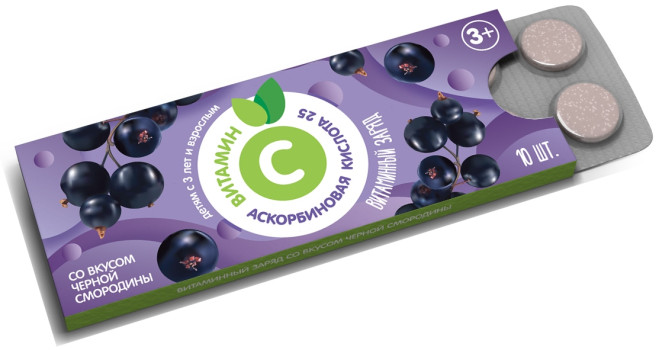 3+
детям с 3 лет и взрослым
ВИТАМИН
C
АСКОРБИНОВАЯ КИСЛОТА 25
ВИТАМИННЫЙ ЗАРЯД
10 ШТ.
СО ВКУСОМ
ЧЕРНОЙ
СМОРОДИНЫ
ВИТАМИННЫЙ ЗАРЯД СО ВКУСОМ ЧЕРНОЙ СМОРОДИНЫ